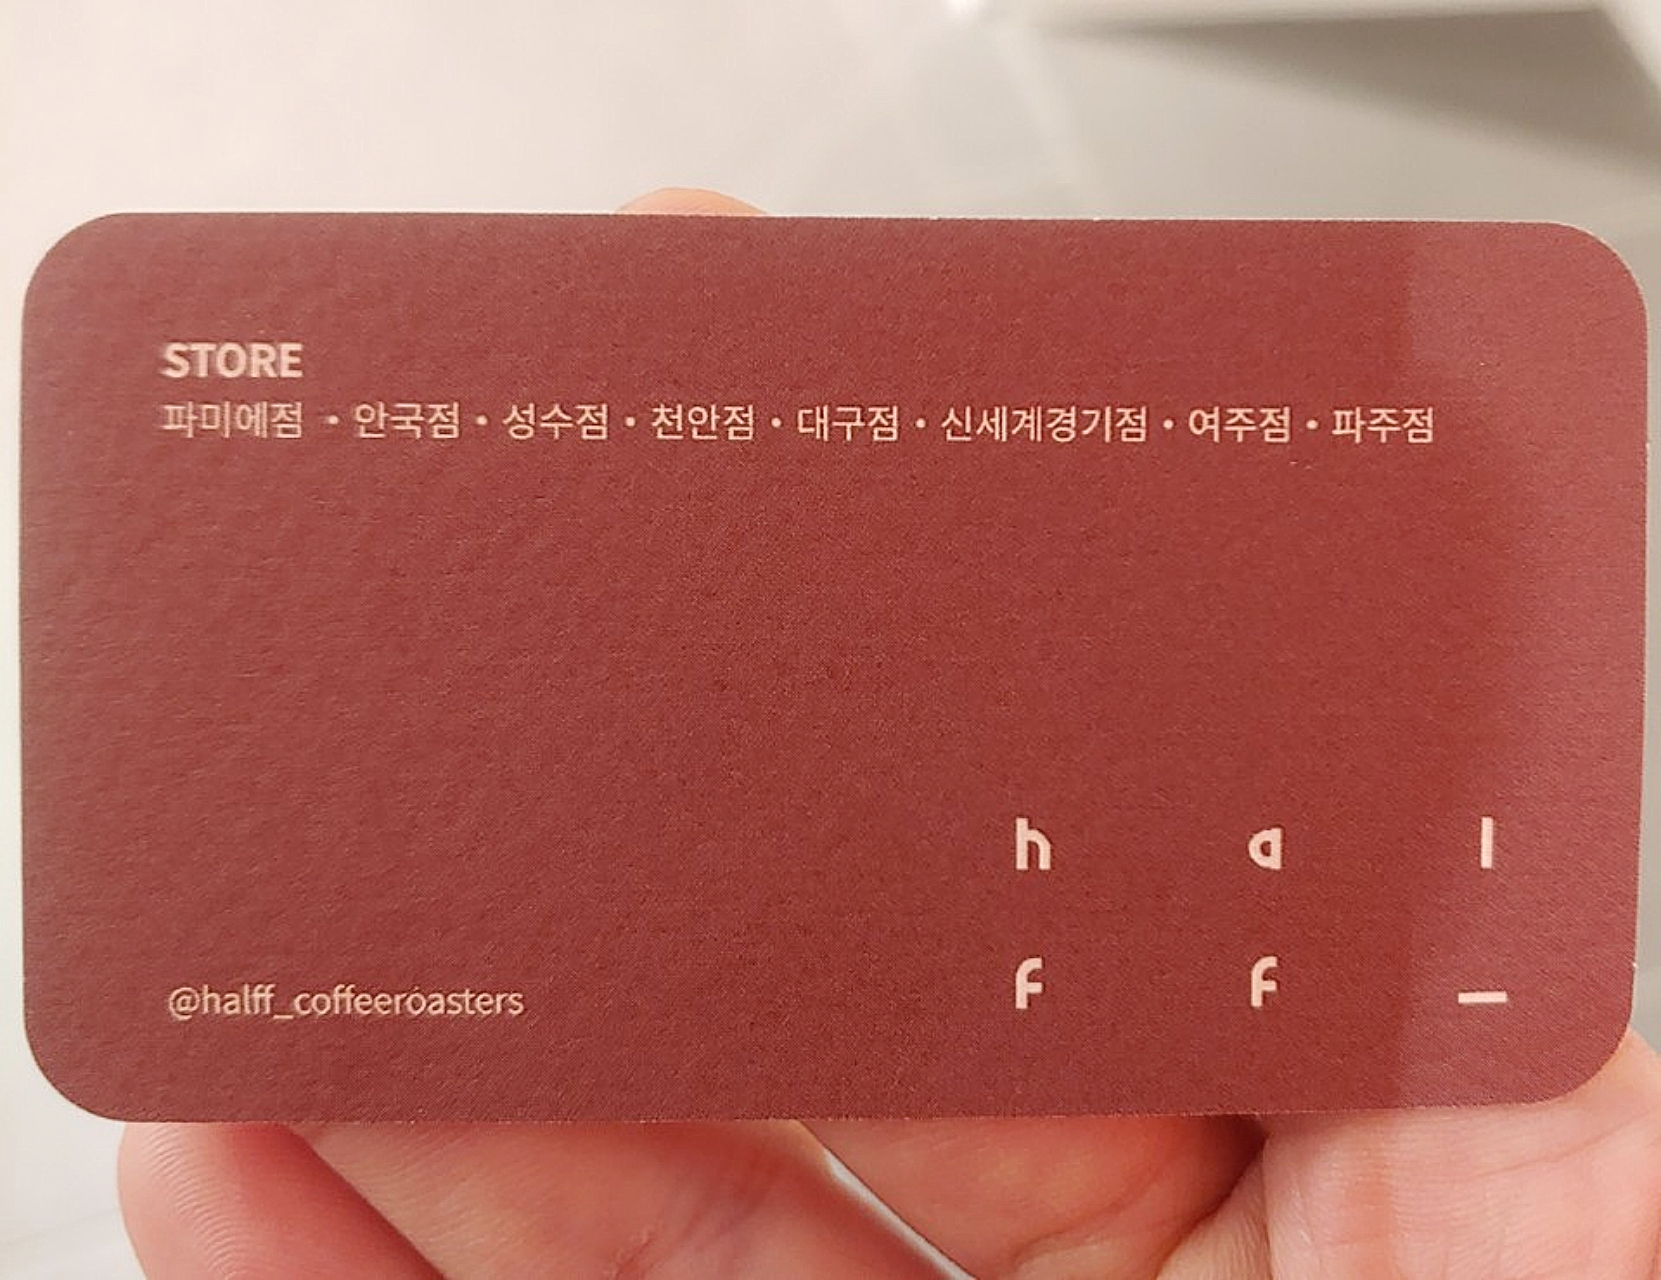 STORE
파미에점 • 안국점 • 성수점 • 천안점 • 대구점 • 신세계경기점 • 여주점 • 파주점
h a l
@halff_coffeeroasters f f _